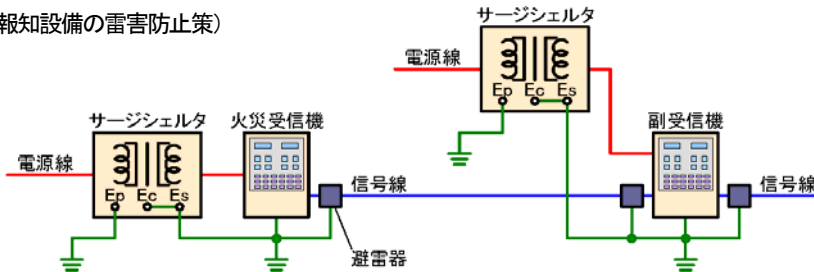 報知設備の雷害防止策）
サージシェルタ
電源線
Ep Ec Es
サージシェルタ
火災受信機
副受信機
電源線
Ep Ec Es
信号線
信号線
避雷器